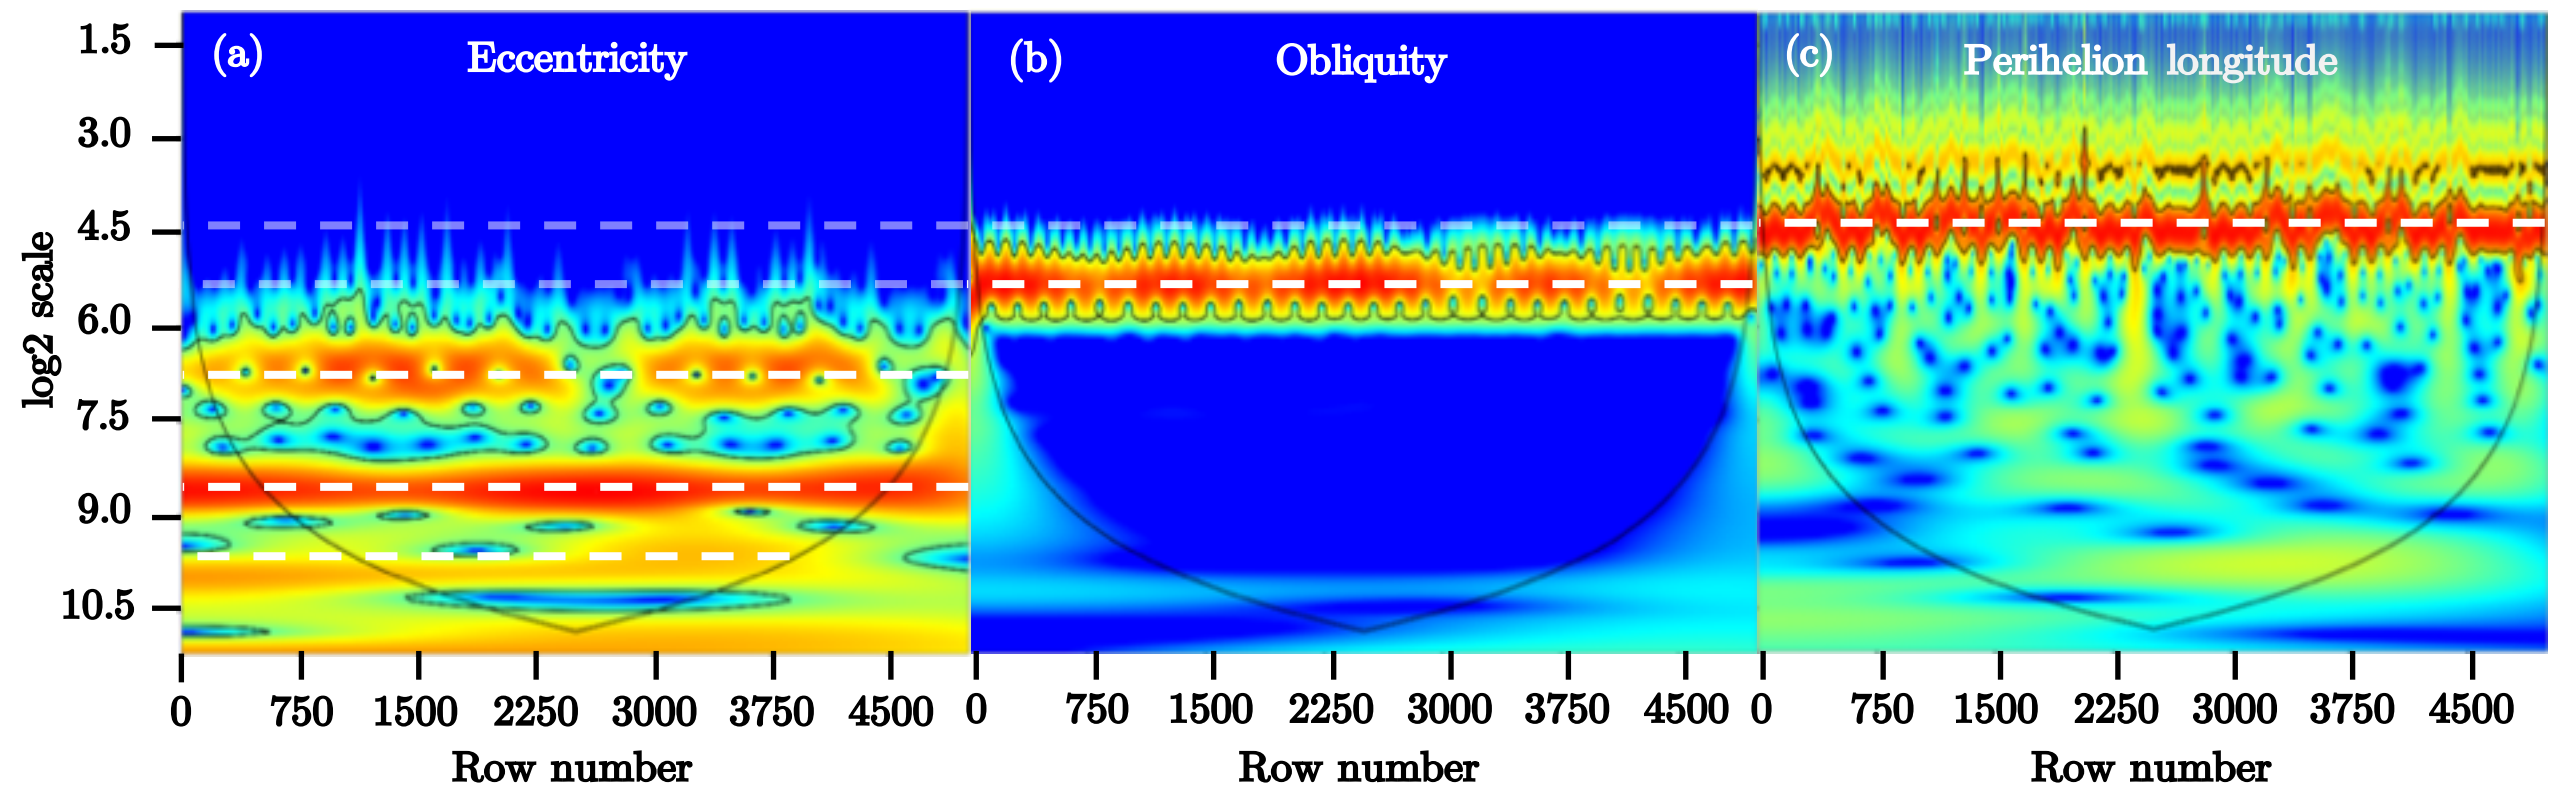 (a) Eccentricity
(b) Obliquity
(c) Perihelion longitude
log2 scale
1.5
3.0
4.5
6.0
7.5
9.0
10.5
0 750 1500 2250 3000 3750 4500
0 750 1500 2250 3000 3750 4500
0 750 1500 2250 3000 3750 4500
Row number
Row number
Row number